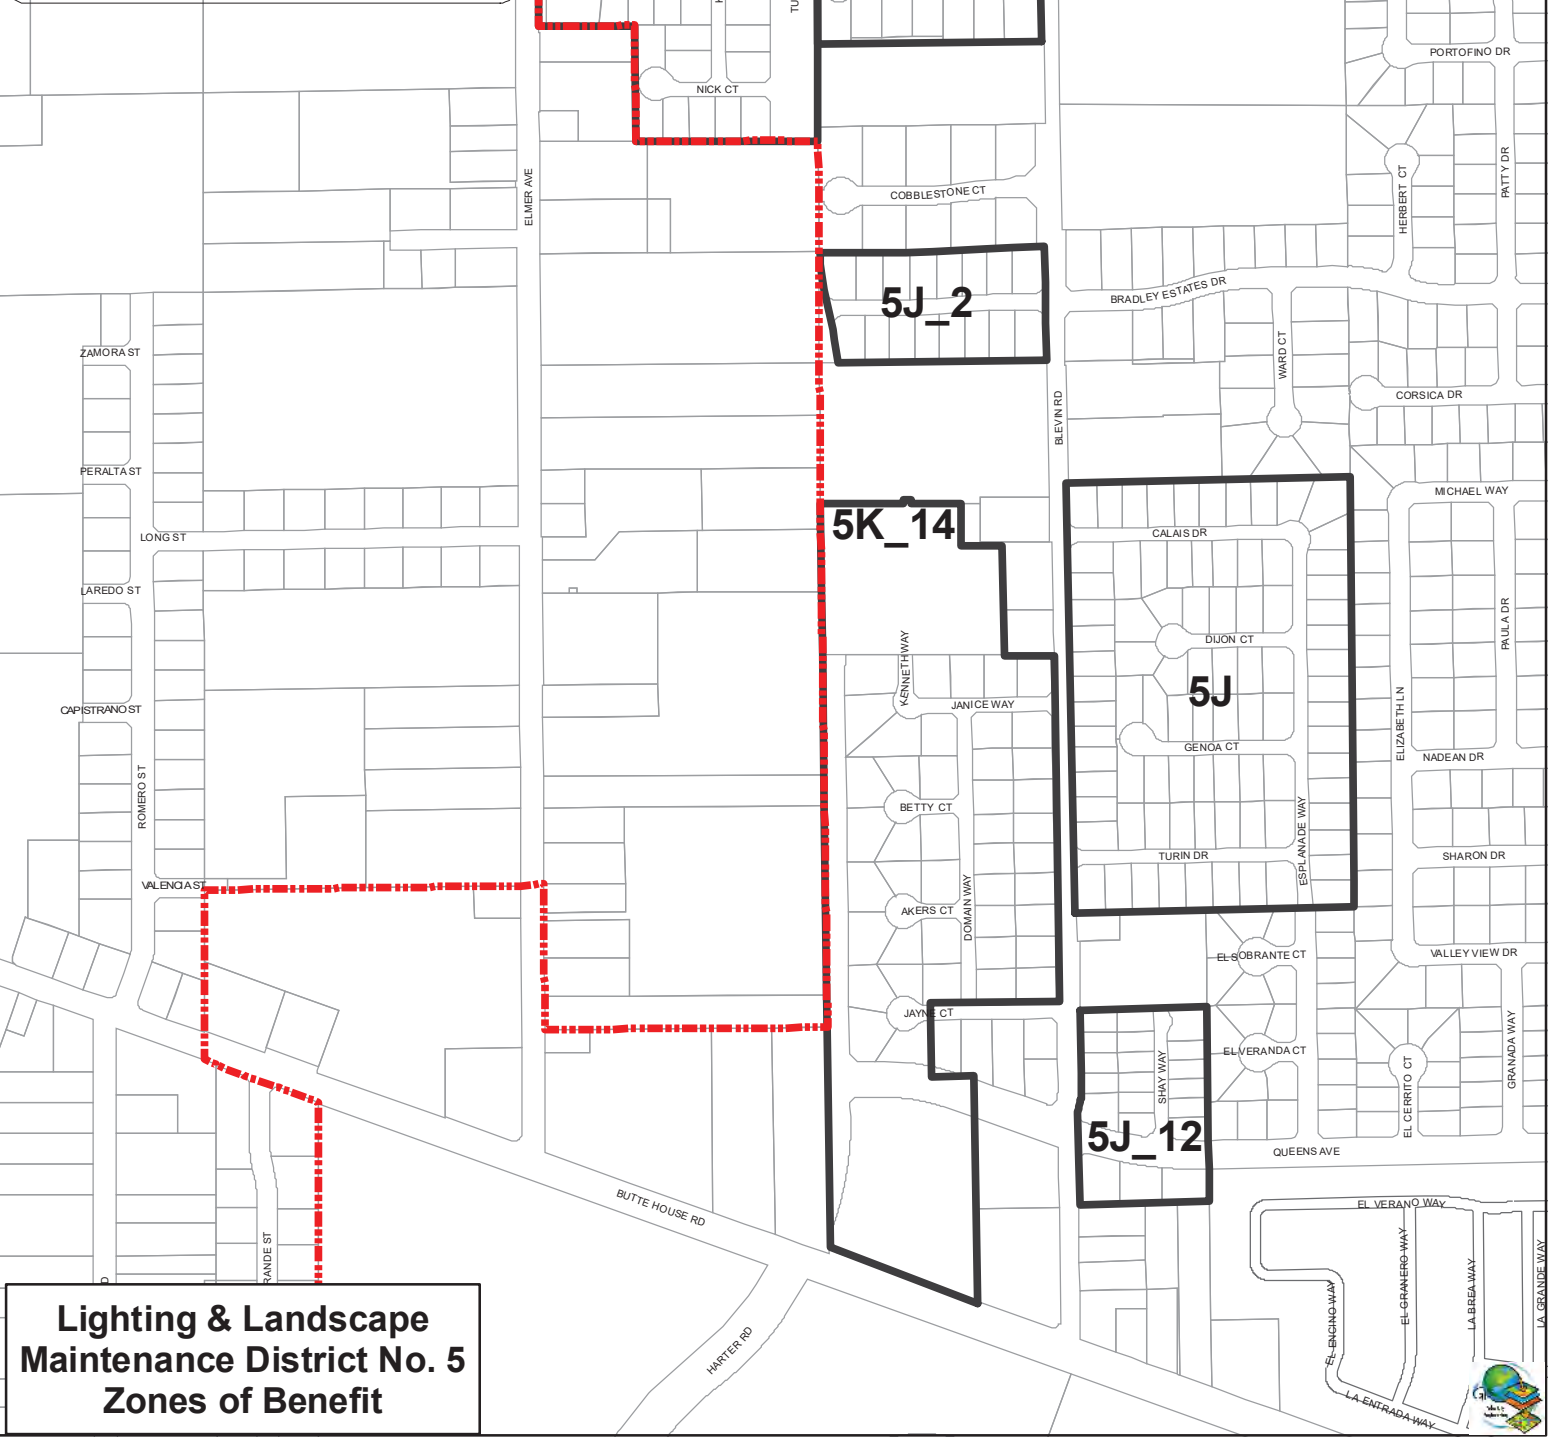 PORTOFINO DR
NICK CT
PATTY DR
HERBERT CT
ELMER AVE
COBBLESTONE CT
BRADLEY ESTATES DR
5J_2
WARD CT
ZAMORA ST
CORSICA DR
BLEVIN RD
PERALTA ST
MICHAEL WAY
5K_14
LONG ST
CALAIS DR
LAREDO ST
PAULA DR
DIJON CT
KENNETH WAY
5J
JANICE WAY
CAPISTRANO ST
ELIZABETH LN
GENOA CT
NADEAN DR
ROMERO ST
BETTY CT
ESPLANADE WAY
TURIN DR
SHARON DR
VALENCIA ST
DOMAIN WAY
AKERS CT
EL SOBRANTE CT
VALLEY VIEW DR
JAYNE CT
GRANADA WAY
EL VERANDA CT
SHAY WAY
EL CERRITO CT
5J_12
QUEENS AVE
BUTTE HOUSE RD
EL VERANO WAY
RANDE ST
EL GRANERO WAY
LA BREA WAY
LA GRANDE WAY
EL ENCINO WAY
HARTER RD
LA ENTRADA WAY
Lighting & Landscape
Maintenance District No. 5
Zones of Benefit